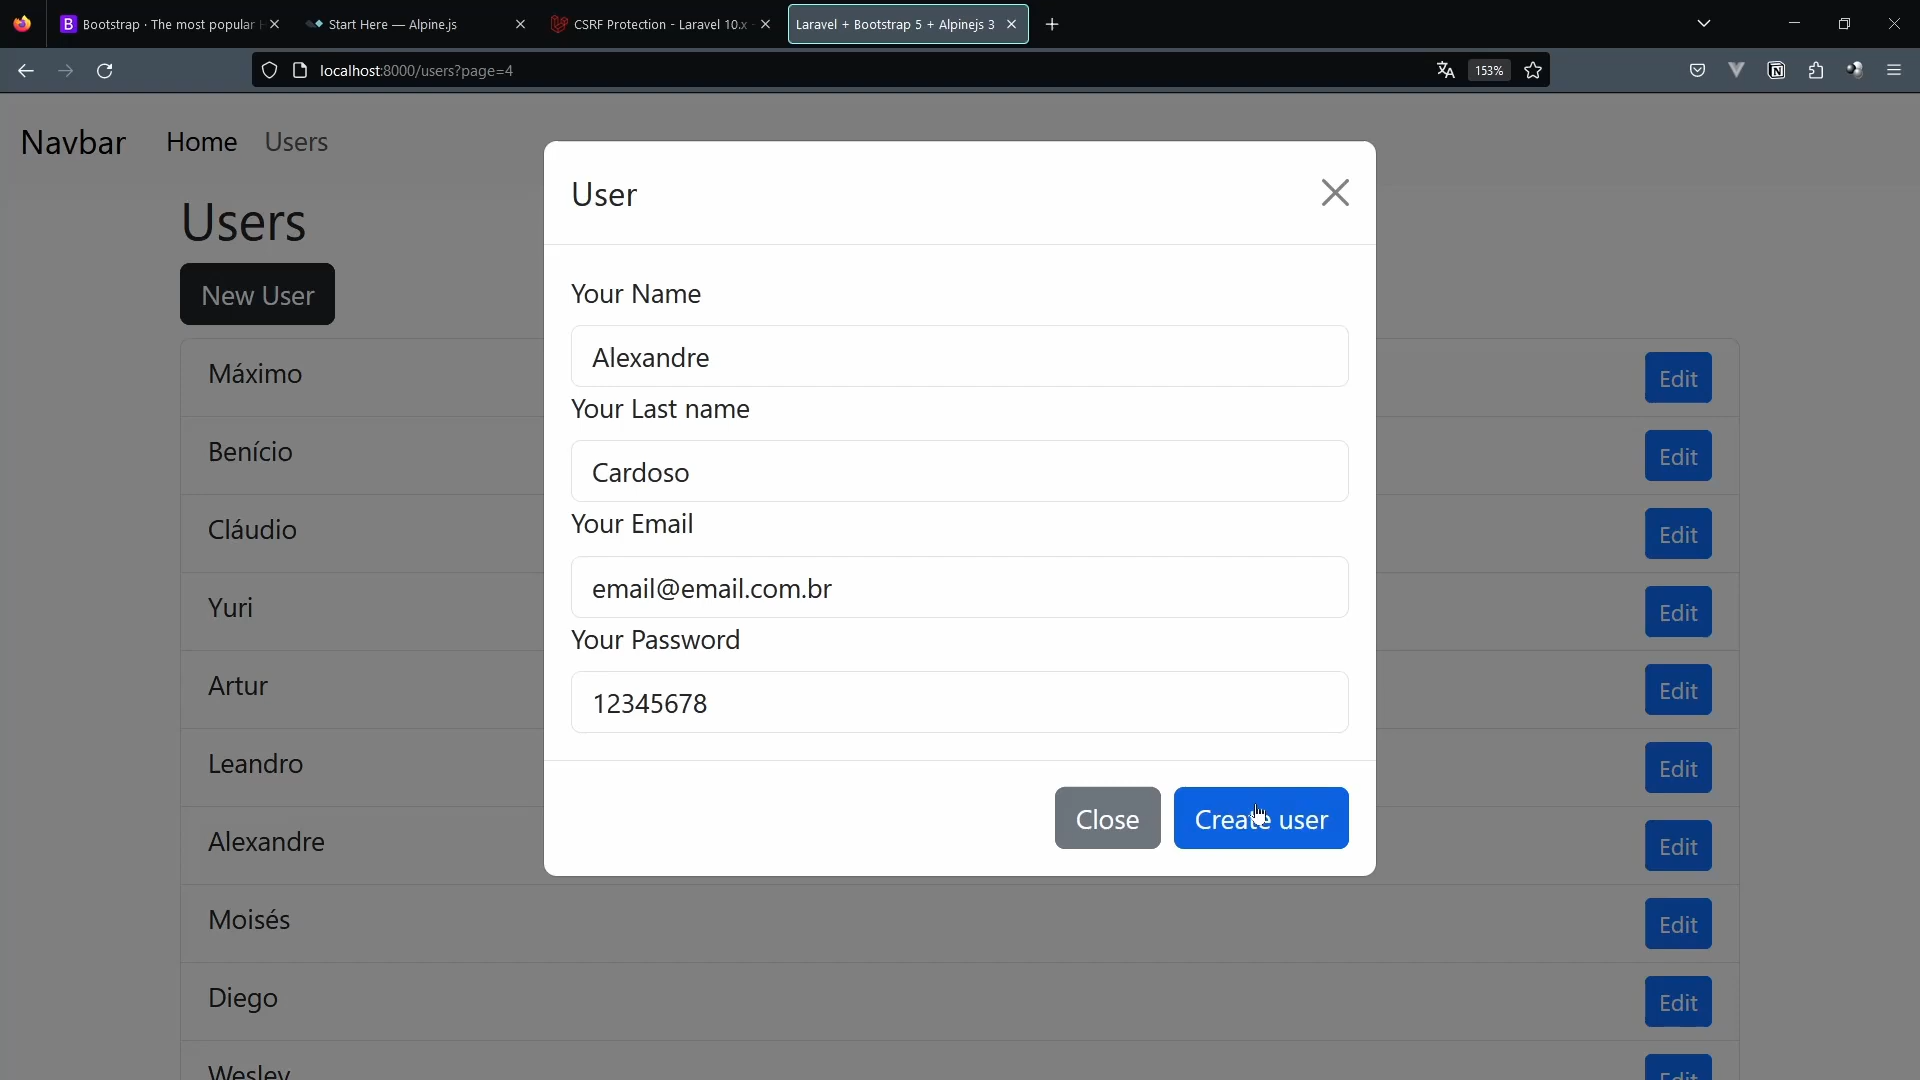 Bootstrap · The most popular
Start Here — Alpine.js
CSRF Protection - Laravel 10.x
Laravel + Bootstrap 5 + Alpinejs 3
localhost:8000/users?page=4
153%
Navbar
Home
Users
Users
New User
Máximo
Edit
Benício
Edit
Cláudio
Edit
Yuri
Edit
Artur
Edit
Leandro
Edit
Alexandre
Edit
Moisés
Edit
Diego
Edit
Wesley
Edit
User
Your Name
Alexandre
Your Last name
Cardoso
Your Email
email@email.com.br
Your Password
12345678
Close
Create user